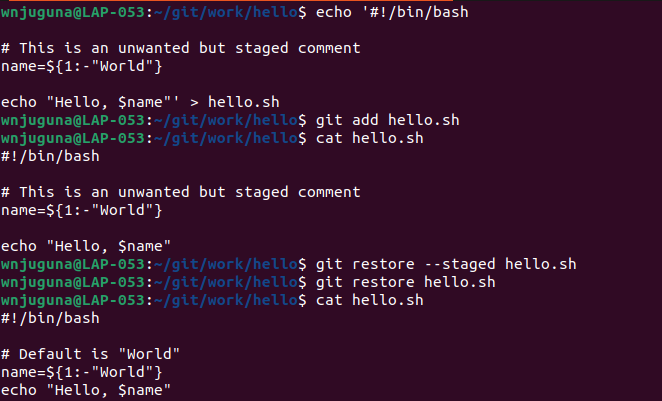 wnjuguna@LAP-053:~/git/work/hello$ echo '#!/bin/bash
# This is an unwanted but staged comment
name=${1:-"World"}
echo "Hello, $name"' > hello.sh
wnjuguna@LAP-053:~/git/work/hello$ git add hello.sh
wnjuguna@LAP-053:~/git/work/hello$ cat hello.sh
#!/bin/bash
# This is an unwanted but staged comment
name=${1:-"World"}
echo "Hello, $name"
wnjuguna@LAP-053:~/git/work/hello$ git restore --staged hello.sh
wnjuguna@LAP-053:~/git/work/hello$ git restore hello.sh
wnjuguna@LAP-053:~/git/work/hello$ cat hello.sh
#!/bin/bash
# Default is "World"
name=${1:-"World"}
echo "Hello, $name"